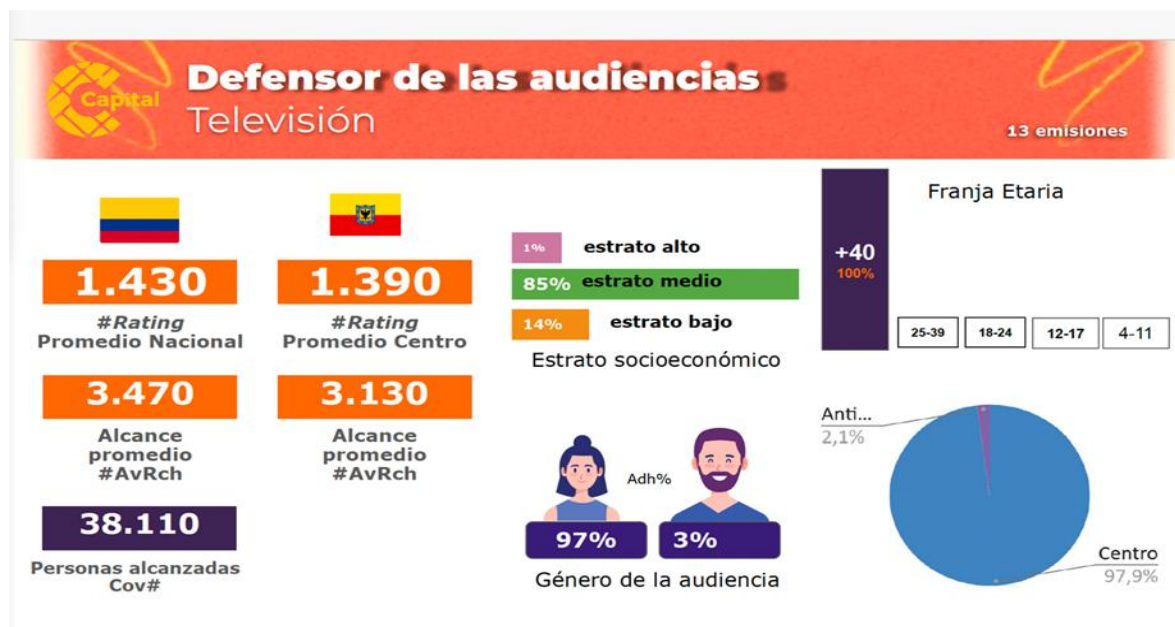 Capital
Defensor de las audiencias
Televisión
13 emisiones
1.430
#Rating
Promedio Nacional
3.470
Alcance
promedio
#AvRch
38.110
Personas alcanzadas
Cov#
1.390
#Rating
Promedio Centro
3.130
Alcance
promedio
#AvRch
1% estrato alto
85% estrato medio
14% estrato bajo
Estrato socioeconómico
Adh%
97% 3%
Género de la audiencia
Franja Etaria
+40
100%
25-39 18-24 12-17 4-11
Anti...
2,1%
Centro
97,9%